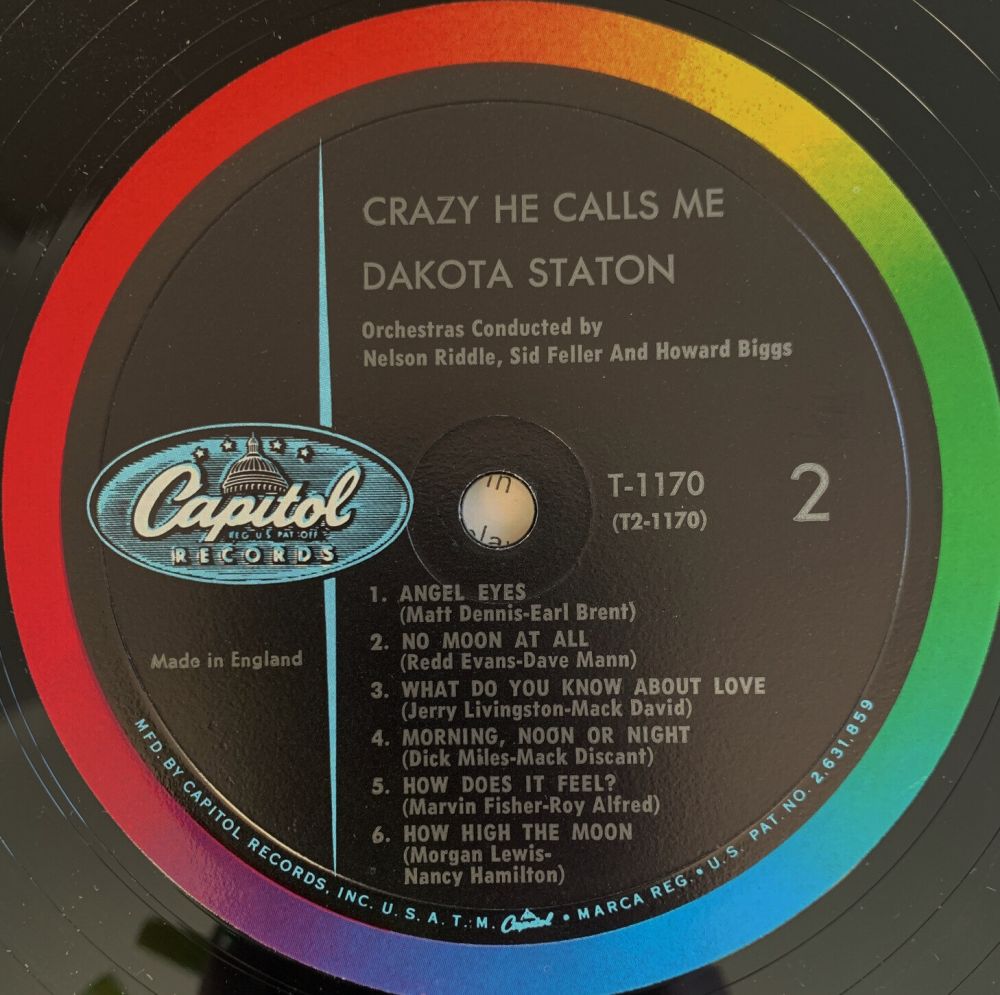 CRAZY HE CALLS ME
DAKOTA STATON
Orchestras Conducted by
Nelson Riddle, Sid Feller And Howard Biggs
Capitol
REG U S PAT OFF
RECORDS
in
T-1170
(T2-1170)
2
1. ANGEL EYES
(Matt Dennis-Earl Brent)
2. NO MOON AT ALL
(Redd Evans-Dave Mann)
3. WHAT DO YOU KNOW ABOUT LOVE
(Jerry Livingston-Mack David)
4. MORNING, NOON OR NIGHT
(Dick Miles-Mack Discant)
5. HOW DOES IT FEEL?
(Marvin Fisher-Roy Alfred)
6. HOW HIGH THE MOON
(Morgan Lewis-
Nancy Hamilton)
Made in England
MFD. BY CAPITOL RECORDS, INC. U. S. A. T. M. Capitol • MARCA REG. • U.S. PAT. NO. 2,631,859